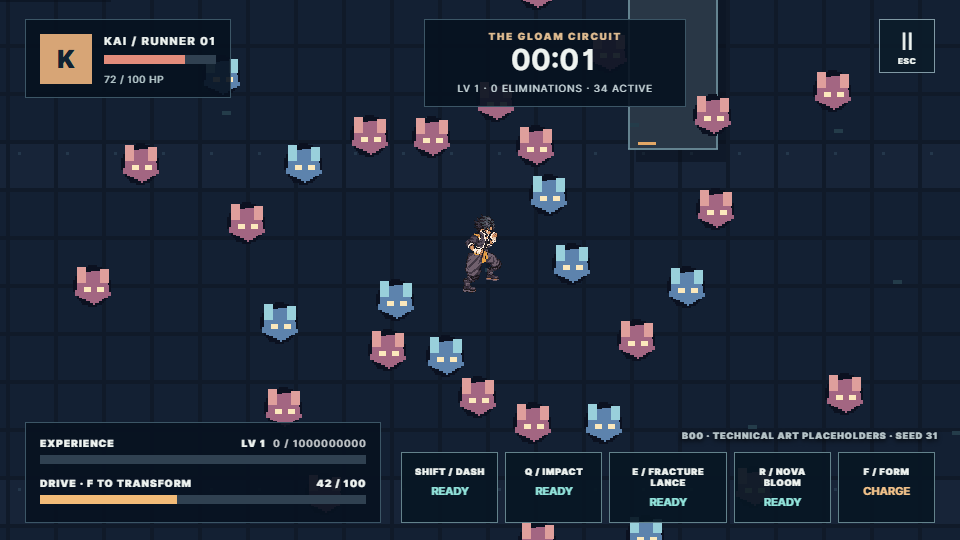 K
KAI / RUNNER 01
72 / 100 HP
THE GLOAM CIRCUIT
00:01
LV 1 · 0 ELIMINATIONS · 34 ACTIVE
ESC
B00 · TECHNICAL ART PLACEHOLDERS · SEED 31
EXPERIENCE LV 1 0 / 1000000000
DRIVE · F TO TRANSFORM 42 / 100
SHIFT / DASH
READY
Q / IMPACT
READY
E / FRACTURE
LANCE
READY
R / NOVA
BLOOM
READY
F / FORM
CHARGE